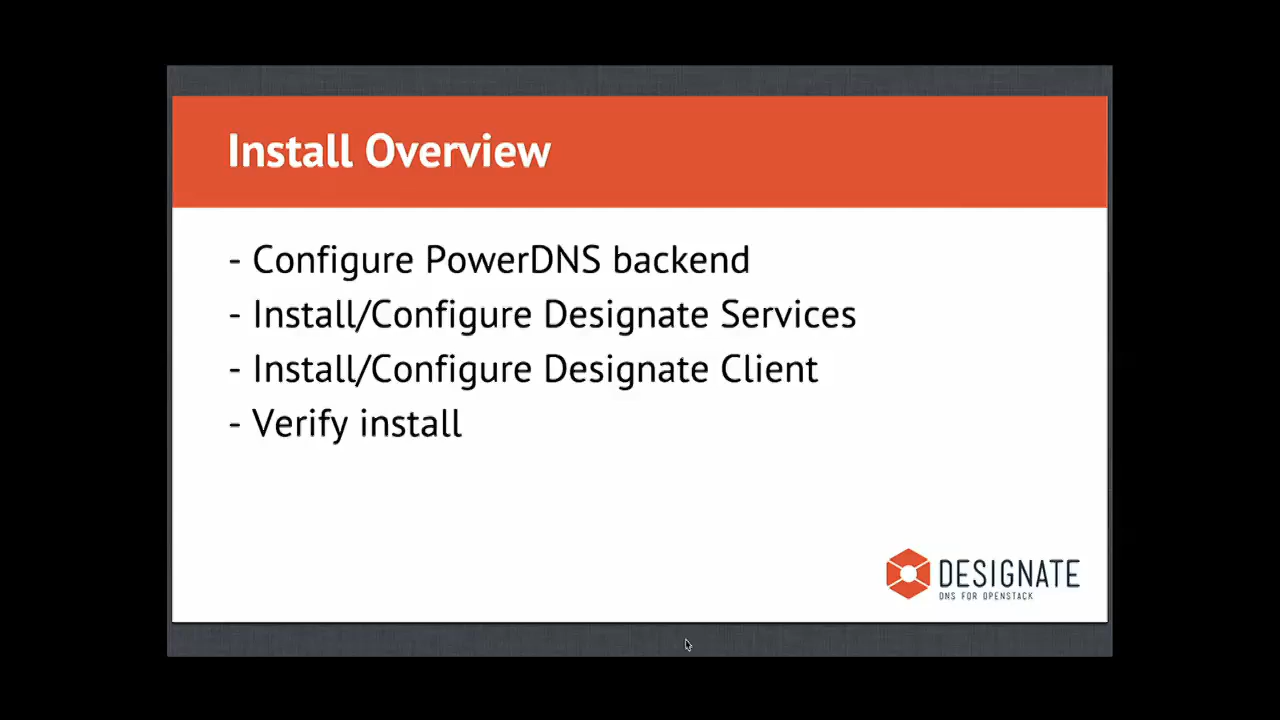 Install Overview
- Configure PowerDNS backend
- Install/Configure Designate Services
- Install/Configure Designate Client
- Verify install
DESIGNATE
DNS FOR OPENSTACK